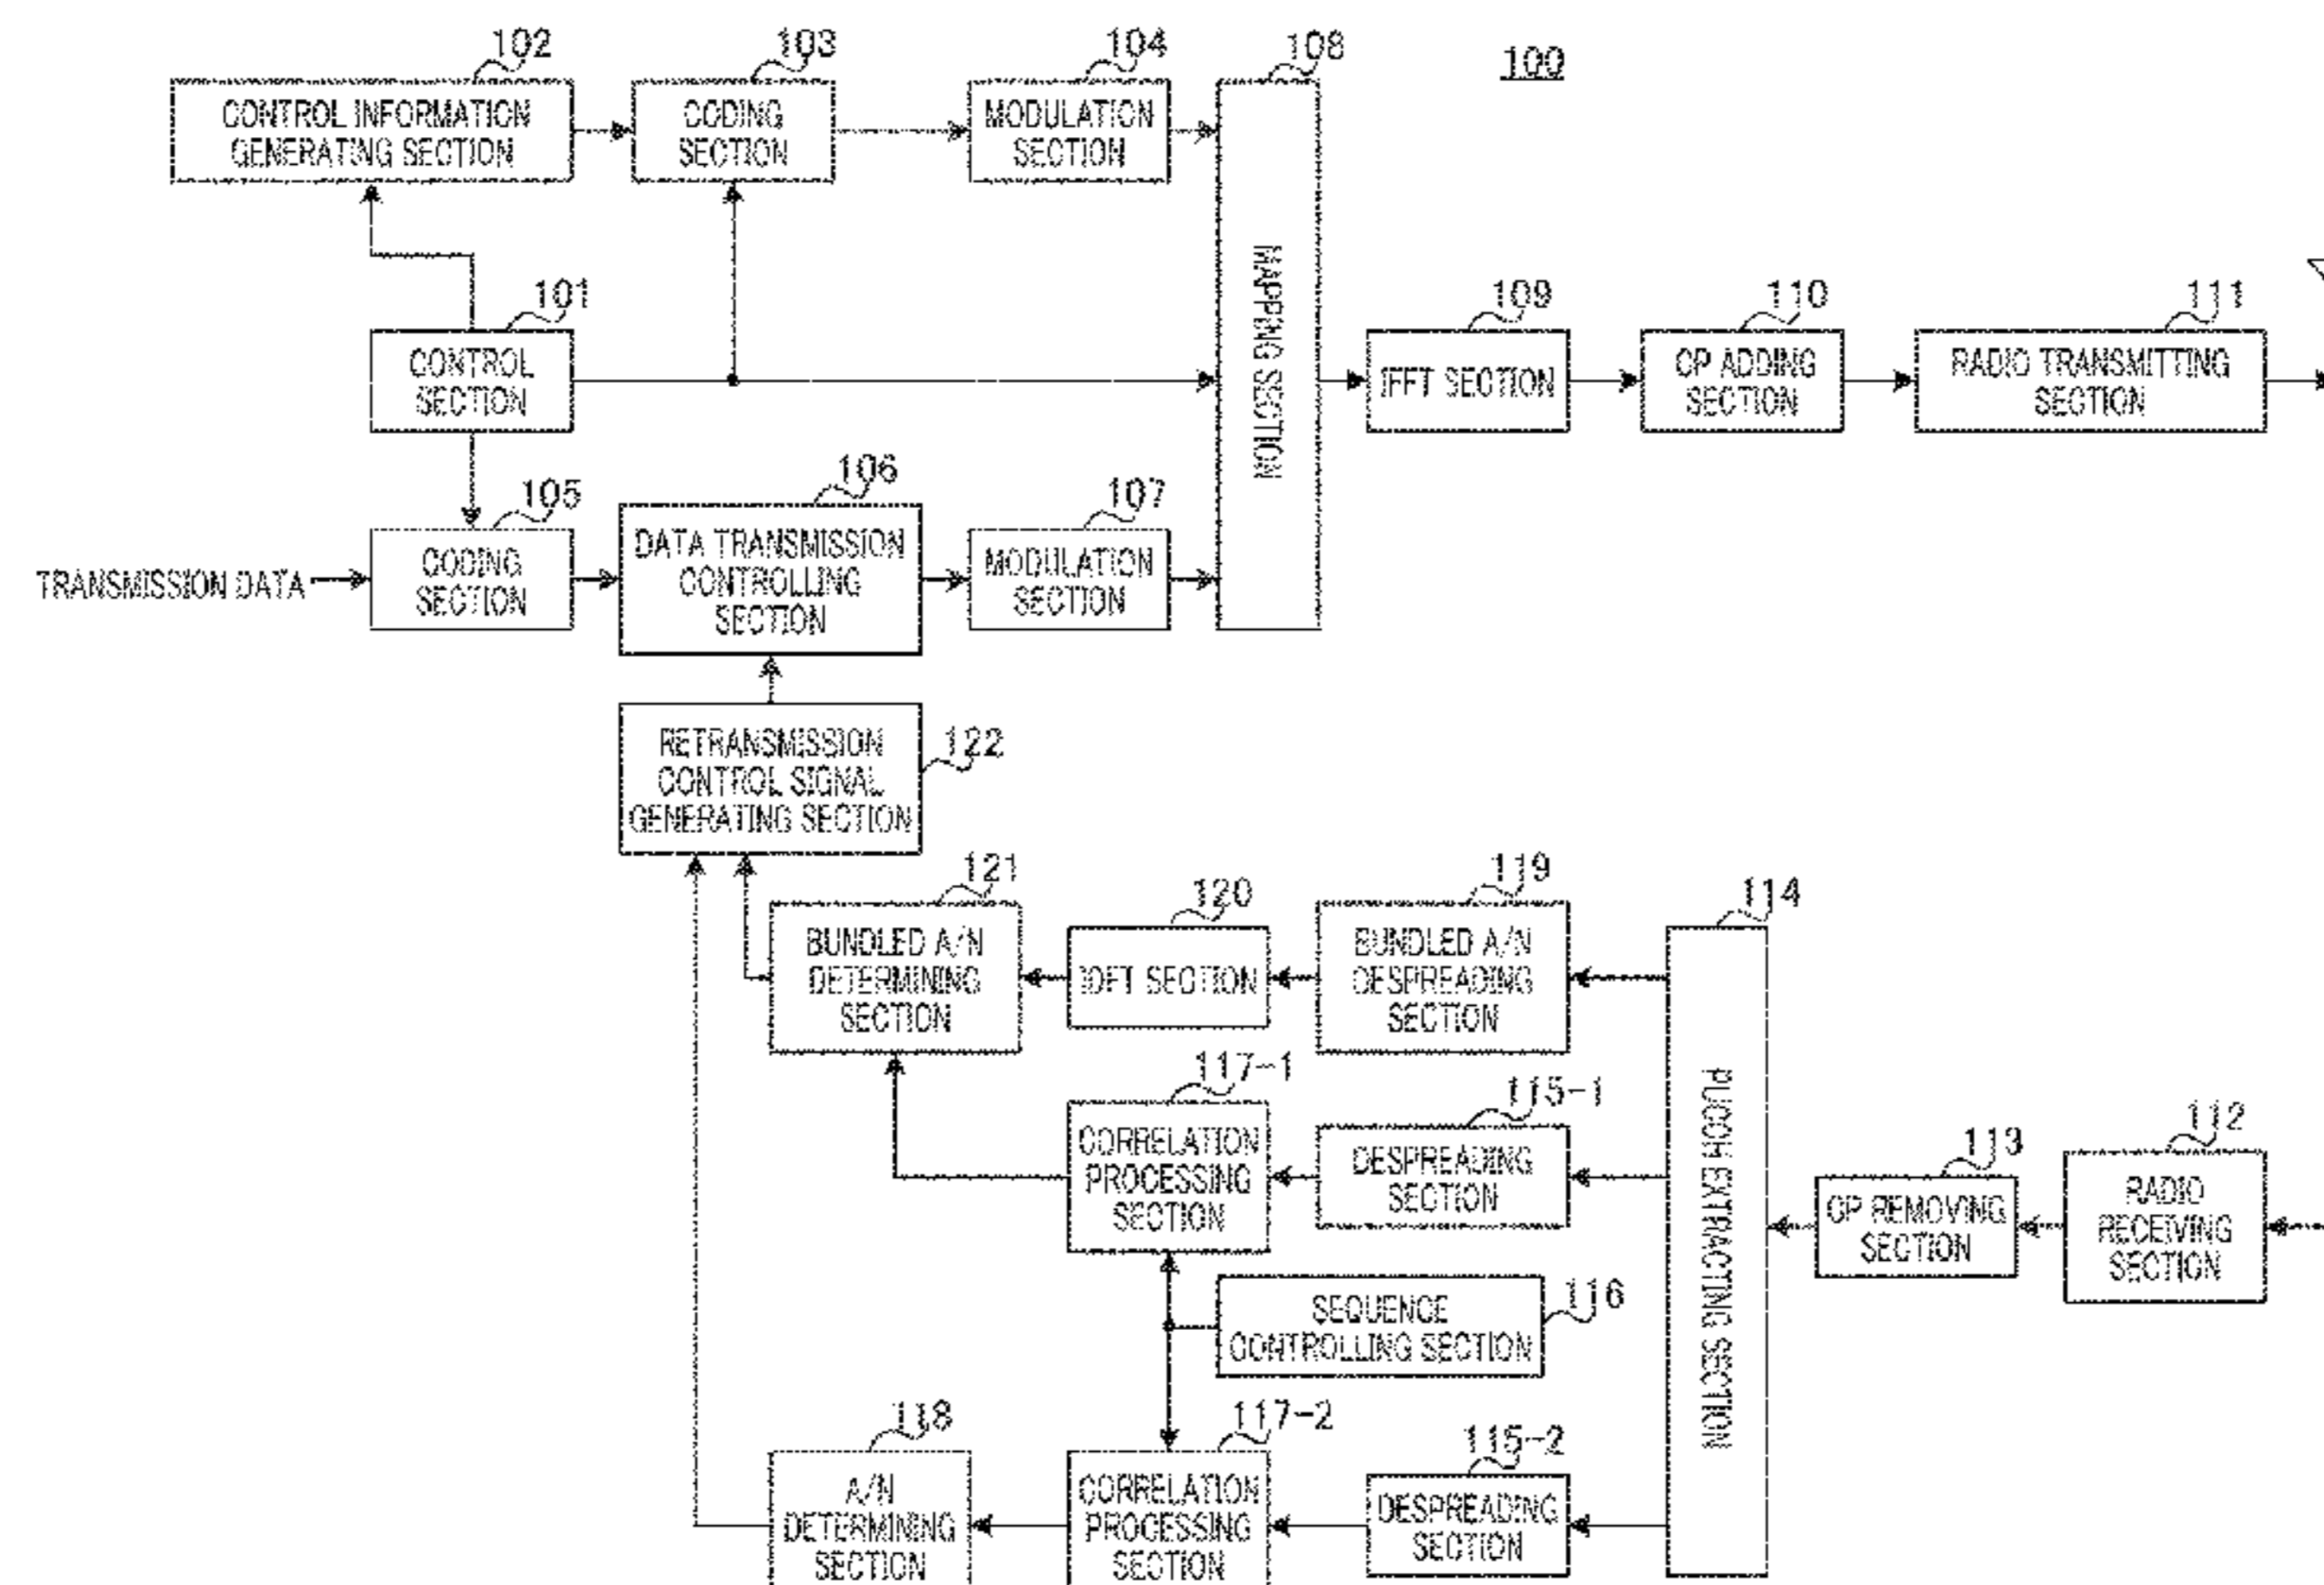 102
103
104
108
100
CONTROL INFORMATION
GENERATING SECTION
CODING
SECTION
MODULATION
SECTION
MAPPING SECTION
101
109
110
111
CONTROL
SECTION
IFFT SECTION
CP ADDING
SECTION
RADIO TRANSMITTING
SECTION
105
106
107
TRANSMISSION DATA
CODING
SECTION
DATA TRANSMISSION
CONTROLLING
SECTION
MODULATION
SECTION
RETRANSMISSION
CONTROL SIGNAL
GENERATING SECTION
122
121
120
119
114
BUNDLED A/N
DETERMINING
SECTION
IDFT SECTION
BUNDLED A/N
DESPREADING
SECTION
PUCCH EXTRACTING SECTION
117-1
115-1
113
112
CORRELATION
PROCESSING
SECTION
DESPREADING
SECTION
CP REMOVING
SECTION
RADIO
RECEIVING
SECTION
SEQUENCE
CONTROLLING SECTION
116
118
117-2
115-2
A/N
DETERMINING
SECTION
CORRELATION
PROCESSING
SECTION
DESPREADING
SECTION